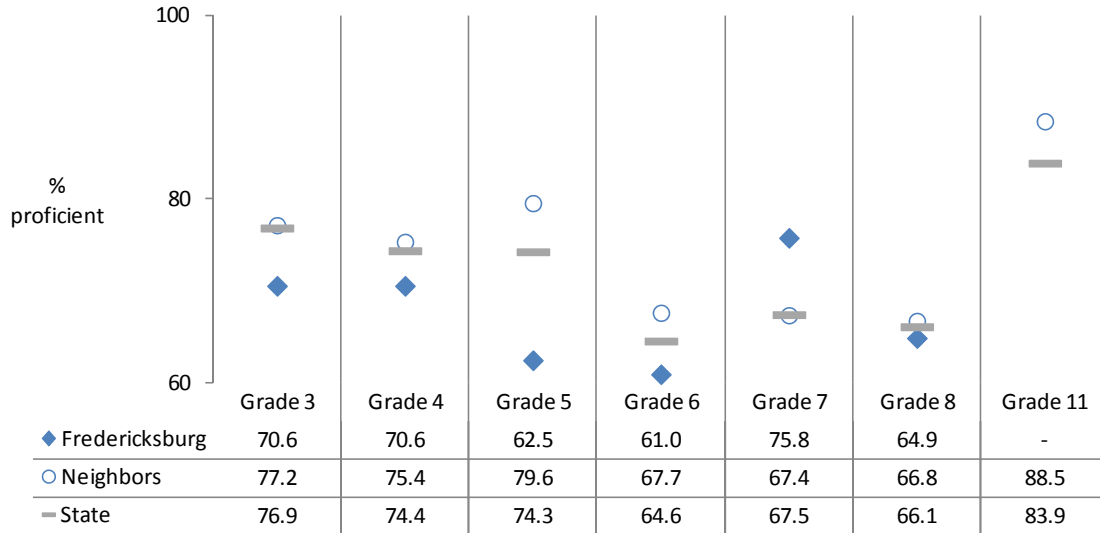 100
80
60
%
proficient
Grade 3 Grade 4 Grade 5 Grade 6 Grade 7 Grade 8 Grade 11
Fredericksburg 70.6 70.6 62.5 61.0 75.8 64.9 -
Neighbors 77.2 75.4 79.6 67.7 67.4 66.8 88.5
State 76.9 74.4 74.3 64.6 67.5 66.1 83.9